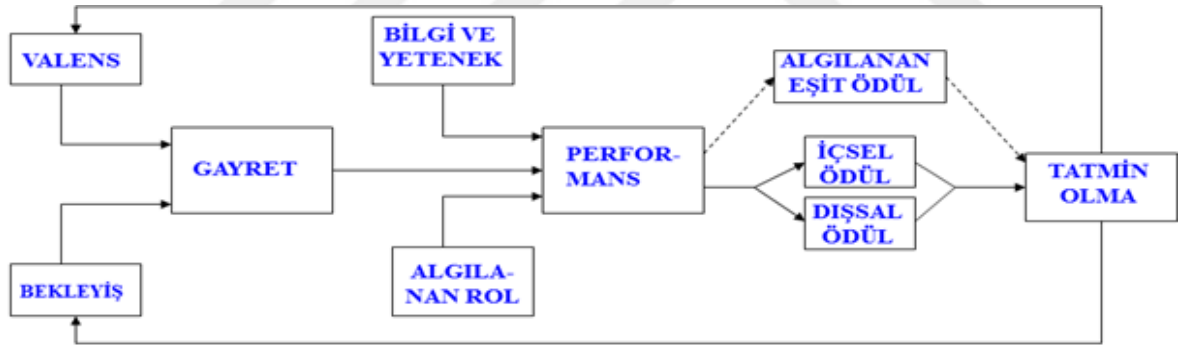 VALENS
BİLGİ VE
YETENEK
ALGILANAN
EŞİT ÖDÜL
GAYRET
PERFOR-
MANS
İÇSEL
ÖDÜL
TATMİN
OLMA
DIŞSAL
ÖDÜL
BEKLEYİŞ
ALGILA-
NAN ROL